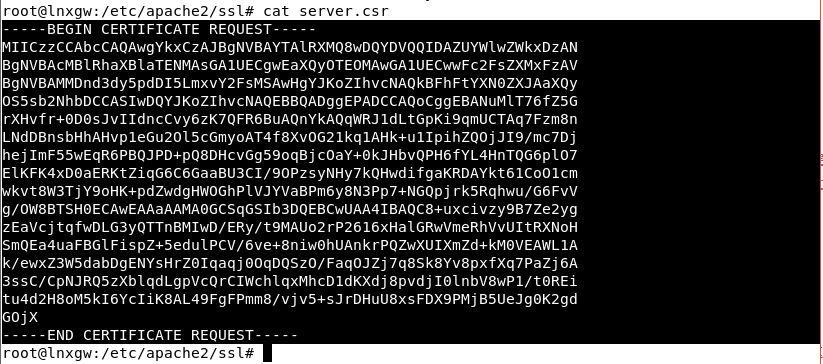 root@lnxgw:/etc/apache2/ssl# cat server.csr
-----BEGIN CERTIFICATE REQUEST-----
MIICzzCCAbcCAQAwgYkxCzAJBgNVBAYTAlRXMQ8wDQYDVQQIDAZUYWlwZWkxDzAN
BgNVBAcMBlRhaXBlaTENMAsGA1UECgwEaXQyOTEOMAwGA1UECwwFc2FsZXMxFzAV
BgNVBAMMDnd3dy5pdDI5LmxvY2FsMSAwHgYJKoZIhvcNAQkBFhFtYXN0ZXJAaXQy
OS5sb2NhbDCCASIwDQYJKoZIhvcNAQEBBQADggEPADCCAQoCggEBANuMlT76fZ5G
rXHvfr+0D0sJvIIdncCvy6zK7QFR6BuAQnYkAQqWRJ1dLtGpKi9qmUCTAq7Fzm8n
LNdDBnsbHhAHvp1eGu2Ol5cGmyoAT4f8XvOG21kq1AHk+u1IpihZQOjJI9/mc7Dj
hejImF55wEqR6PBQJPD+pQ8DHcvGg59oqBjcOaY+0kJHbvQPH6fYL4HnTQG6plO7
ElKFK4xD0aERKtZiqG6C6GaaBU3CI/9OPzsyNHy7kQHwdifgaKRDAYkt61CoO1cm
wkvt8W3TjY9oHK+pdZwdgHWOGhPlVJYVaBPm6y8N3Pp7+NGQpjrk5Rqhwu/G6FvV
g/OW8BTSH0ECAwEAAaAAMA0GCSqGSIb3DQEBCwUAA4IBAQC8+uxcivzy9B7Ze2yg
zEaVcjtqfwDLG3yQTTnBMIwD/ERy/t9MAUo2rP2616xHalGRwVmeRhVvUItRXNoH
SmQEa4uaFBGlFispZ+5edulPCV/6ve+8niw0hUAnkrPQZwXUIXmZd+kM0VEAWL1A
k/ewxZ3W5dabDgENYsHrZ0Iqaqj0OqDQSzO/FaqOJZj7q8Sk8Yv8pxfXq7PaZj6A
3ssC/CpNJRQ5zXblqdLgpVcQrCIWchlqxMhcD1dKXdj8pvdjI0lnbV8wP1/t0REi
tu4d2H8oM5kI6YcIiK8AL49FgFPmm8/vjv5+sJrDHuU8xsFDX9PMjB5UeJg0K2gd
GOjX
-----END CERTIFICATE REQUEST-----
root@lnxgw:/etc/apache2/ssl#